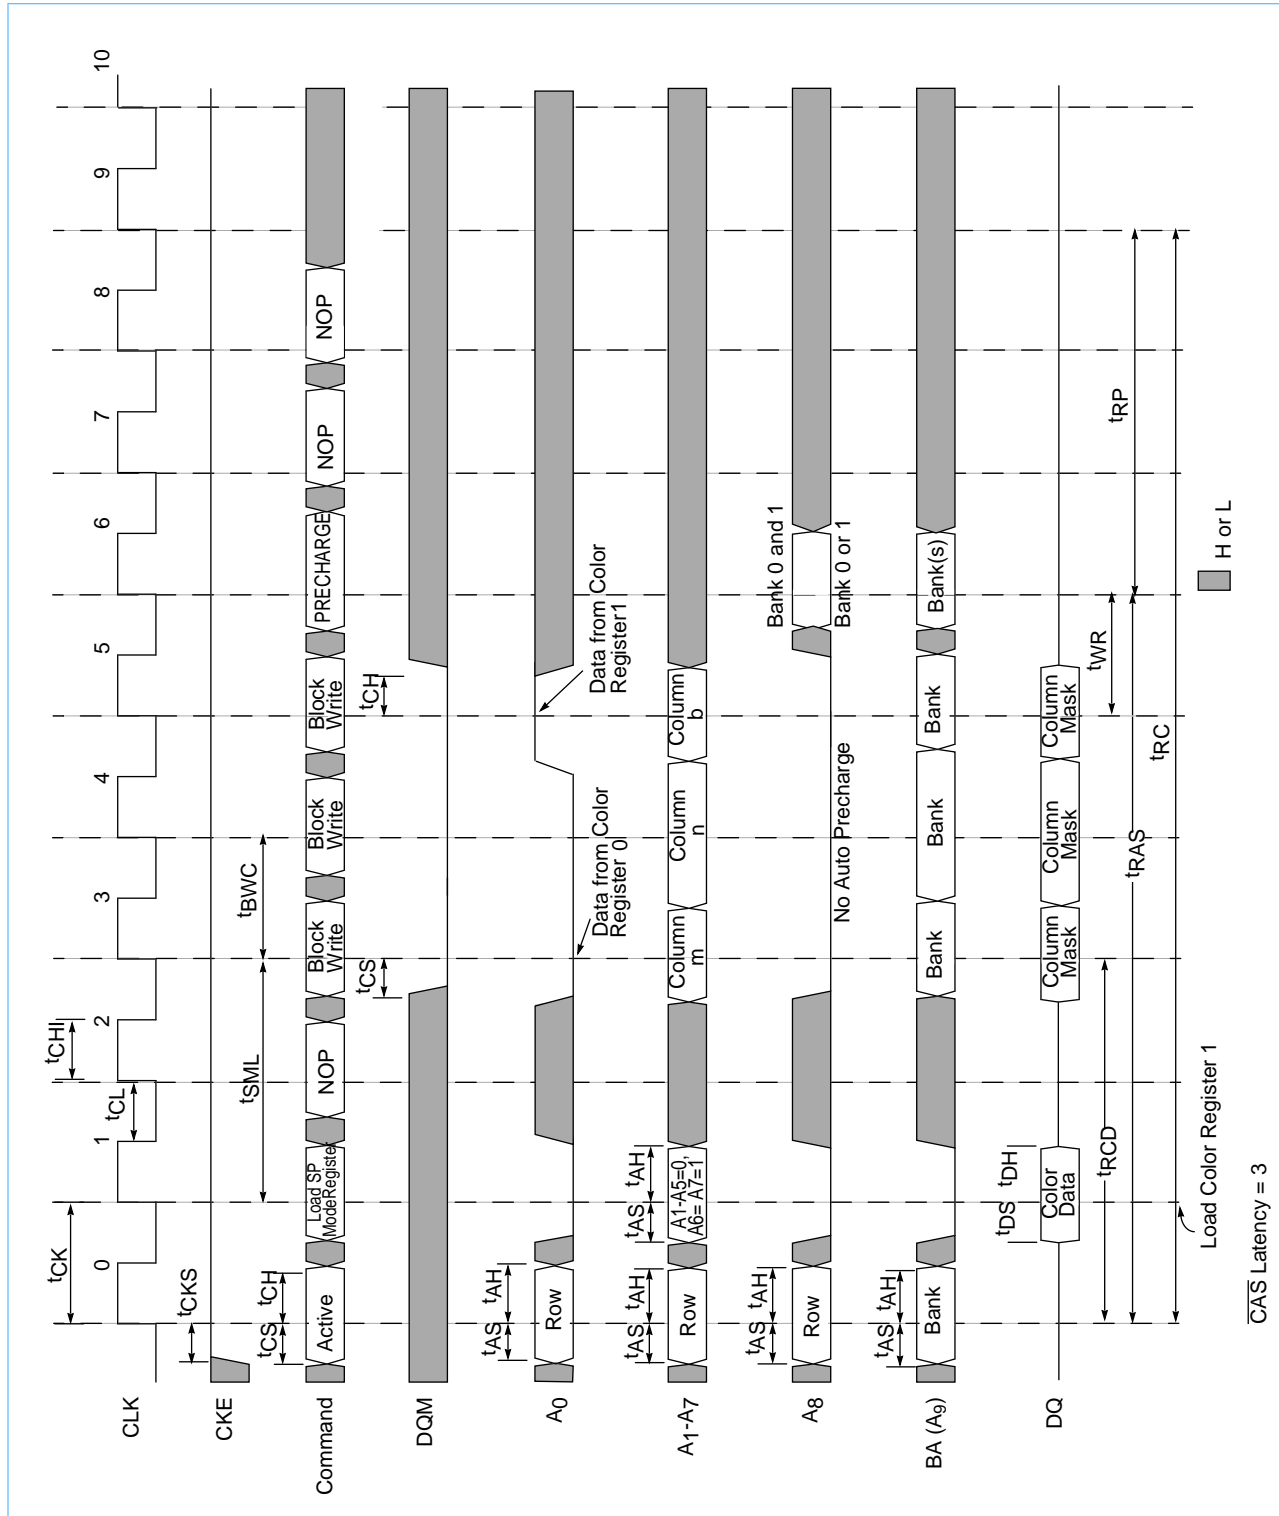 CLK
0
1
2
3
4
5
6
7
8
9
10
tCK
tCL
tCHI
CKE
tCKS
Command
tCS
tCH
Active
Load SP
ModeRegister
NOP
Block
Write
Block
Write
Block
Write
PRECHARGE
NOP
NOP
tSML
tBWC
DQM
tCS
tCH
A0
tAS
tAH
Row
Data from Color
Register 0
Data from Color
Register1
A1-A7
tAS
tAH
tAS
tAH
Row
A1-A5=0,
A6= A7=1
Column
m
Column
n
Column
b
A8
tAS
tAH
Row
No Auto Precharge
Bank 0 and 1
Bank 0 or 1
BA (A9)
tAS
tAH
Bank
Bank
Bank
Bank
Bank(s)
DQ
tDS
tDH
Color
Data
Column
Mask
Column
Mask
Column
Mask
tRCD
tWR
tRAS
tRP
tRC
Load Color Register 1
H or L
CAS Latency = 3